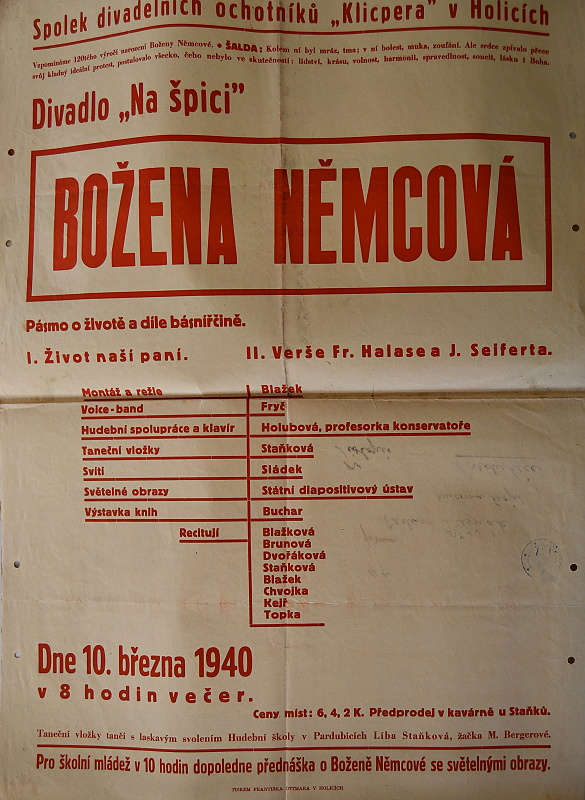 Spolek divadelních ochotníků „Klicpera” v Holicích
Vzpomínáme 120tého výročí narození Boženy Němcové. • ŠALDA: Kolem ní byl mráz, tma; v ní bolest, muka, zoufání. Ale srdce zpívalo přece
svůj kladný ideální protest, postulovalo všecko, čeho nebylo ve skutečnosti: lidství, krásu, volnost, harmonii, spravedlnost, soucit, lásku i Boha.
Divadlo „Na špici”
BOŽENA NĚMCOVÁ
Pásmo o životě a díle básnířčině.
I. Život naší paní. II. Verše Fr. Halase a J. Seiferta.
Montáž a režie Blažek
Voice-band Fryč
Hudební spolupráce a klavír Holubová, profesorka konservatoře
Taneční vložky Staňková
Svítí Sládek
Světelné obrazy Státní diapositivový ústav
Výstavka knih Buchar
Recitují Blažková
Brunová
Dvořáková
Staňková
Blažek
Chvojka
Kejř
Topka
Dne 10. března 1940
v 8 hodin večer.
Ceny míst: 6, 4, 2 K. Předprodej v kavárně u Staňků.
Taneční vložky tančí s laskavým svolením Hudební školy v Pardubicích Liba Staňková, žačka M. Bergerové.
Pro školní mládež v 10 hodin dopoledne přednáška o Boženě Němcové se světelnými obrazy.
TISKEM FRANTIŠKA OTTMARA V HOLICÍCH